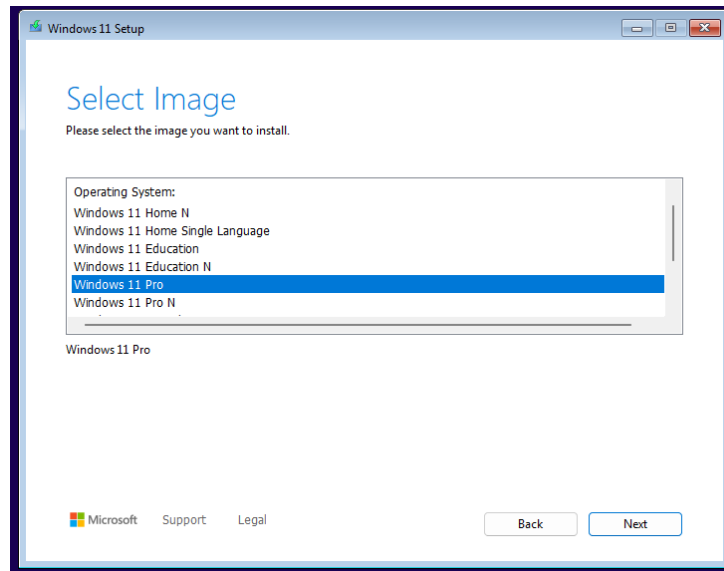 Windows 11 Setup
Select Image
Please select the image you want to install.
Operating System:
Windows 11 Home N
Windows 11 Home Single Language
Windows 11 Education
Windows 11 Education N
Windows 11 Pro
Windows 11 Pro N
Windows 11 Pro
Microsoft Support Legal Back Next